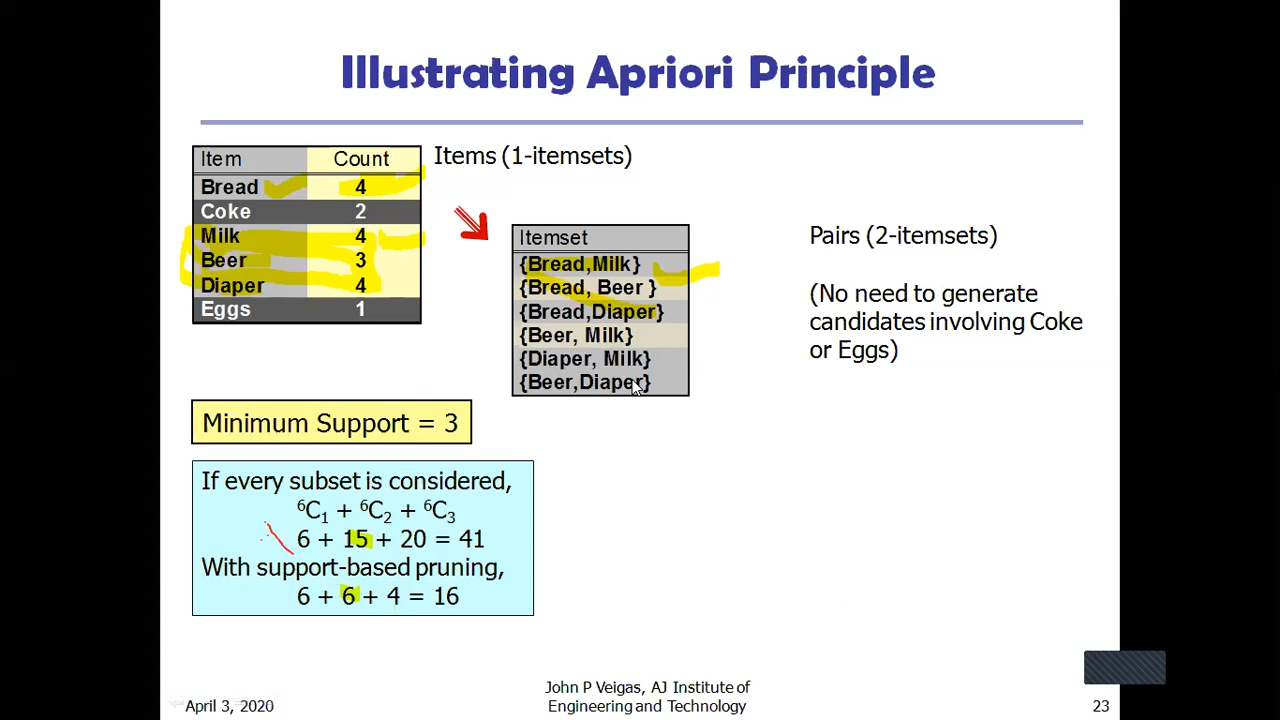 Illustrating Apriori Principle
Item Count
Bread 4
Coke 2
Milk 4
Beer 3
Diaper 4
Eggs 1
Items (1-itemsets)
Itemset
{Bread,Milk}
{Bread, Beer }
{Bread,Diaper}
{Beer, Milk}
{Diaper, Milk}
{Beer,Diaper}
Pairs (2-itemsets)
(No need to generate
candidates involving Coke
or Eggs)
Minimum Support = 3
If every subset is considered,
⁶C₁ + ⁶C₂ + ⁶C₃
6 + 15 + 20 = 41
With support-based pruning,
6 + 6 + 4 = 16
April 3, 2020
John P Veigas, AJ Institute of
Engineering and Technology
23